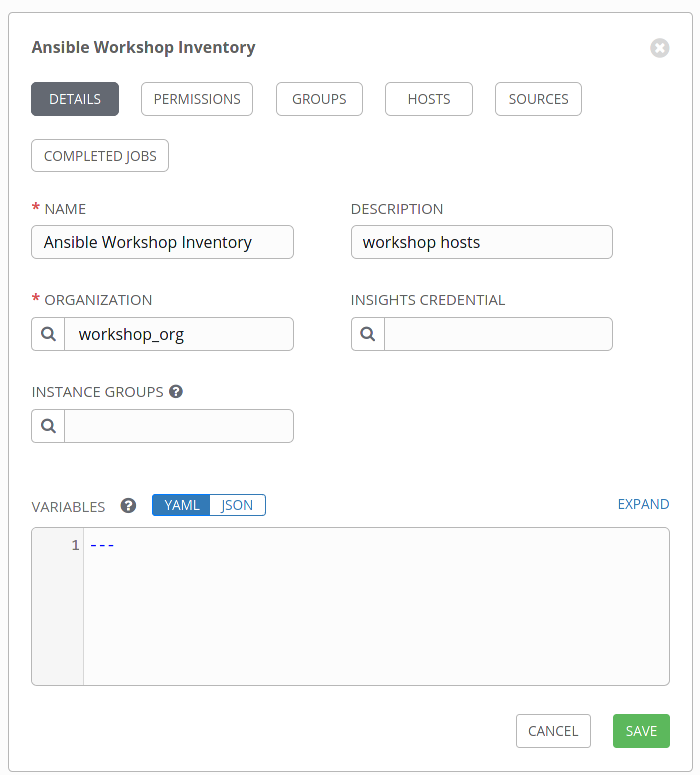 Ansible Workshop Inventory
DETAILS PERMISSIONS GROUPS HOSTS SOURCES
COMPLETED JOBS
* NAME DESCRIPTION
Ansible Workshop Inventory workshop hosts
* ORGANIZATION INSIGHTS CREDENTIAL
workshop_org
INSTANCE GROUPS ?
VARIABLES ? YAML JSON EXPAND
1 ---
CANCEL SAVE